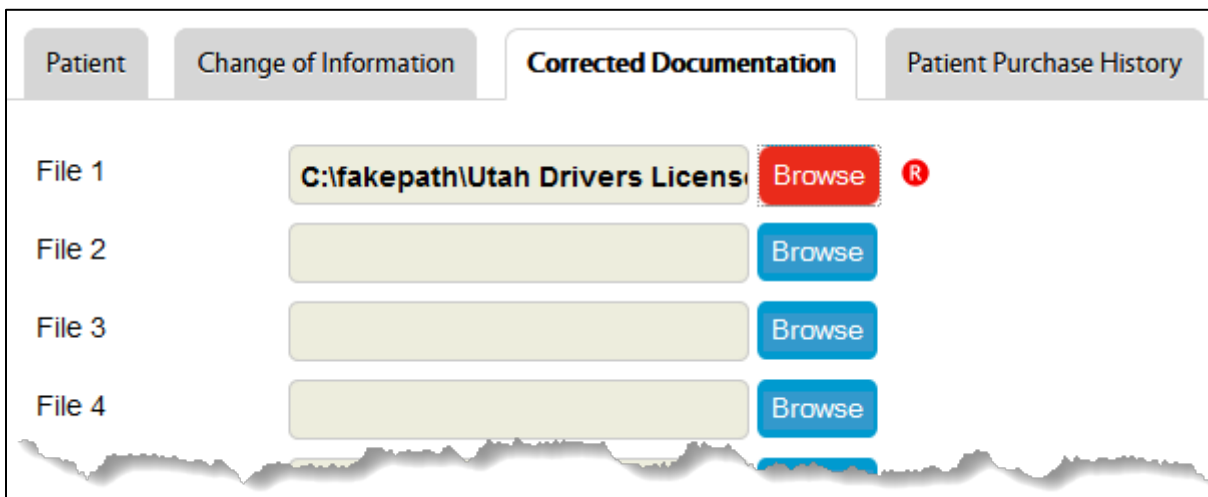 Patient Change of Information Corrected Documentation Patient Purchase History
File 1 C:\fakepath\Utah Drivers License Browse R
File 2 Browse
File 3 Browse
File 4 Browse